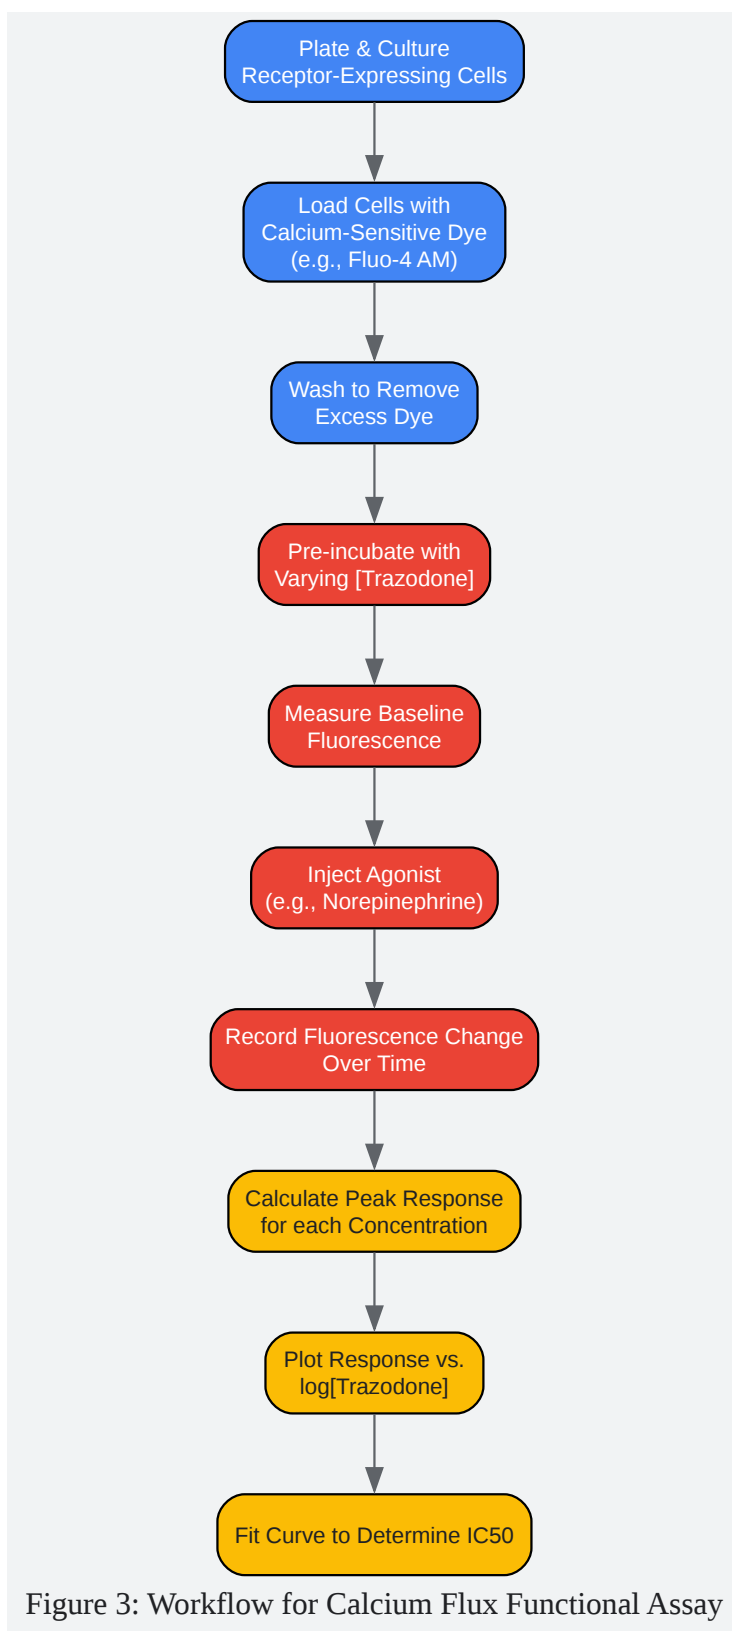 Plate & Culture
Receptor-Expressing Cells
Load Cells with
Calcium-Sensitive Dye
(e.g., Fluo-4 AM)
Wash to Remove
Excess Dye
Pre-incubate with
Varying [Trazodone]
Measure Baseline
Fluorescence
Inject Agonist
(e.g., Norepinephrine)
Record Fluorescence Change
Over Time
Calculate Peak Response
for each Concentration
Plot Response vs.
log[Trazodone]
Fit Curve to Determine IC50
Figure 3: Workflow for Calcium Flux Functional Assay